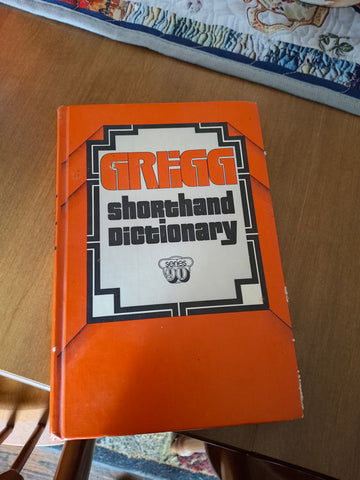 GREGG
Shorthand
Dictionary
series
90